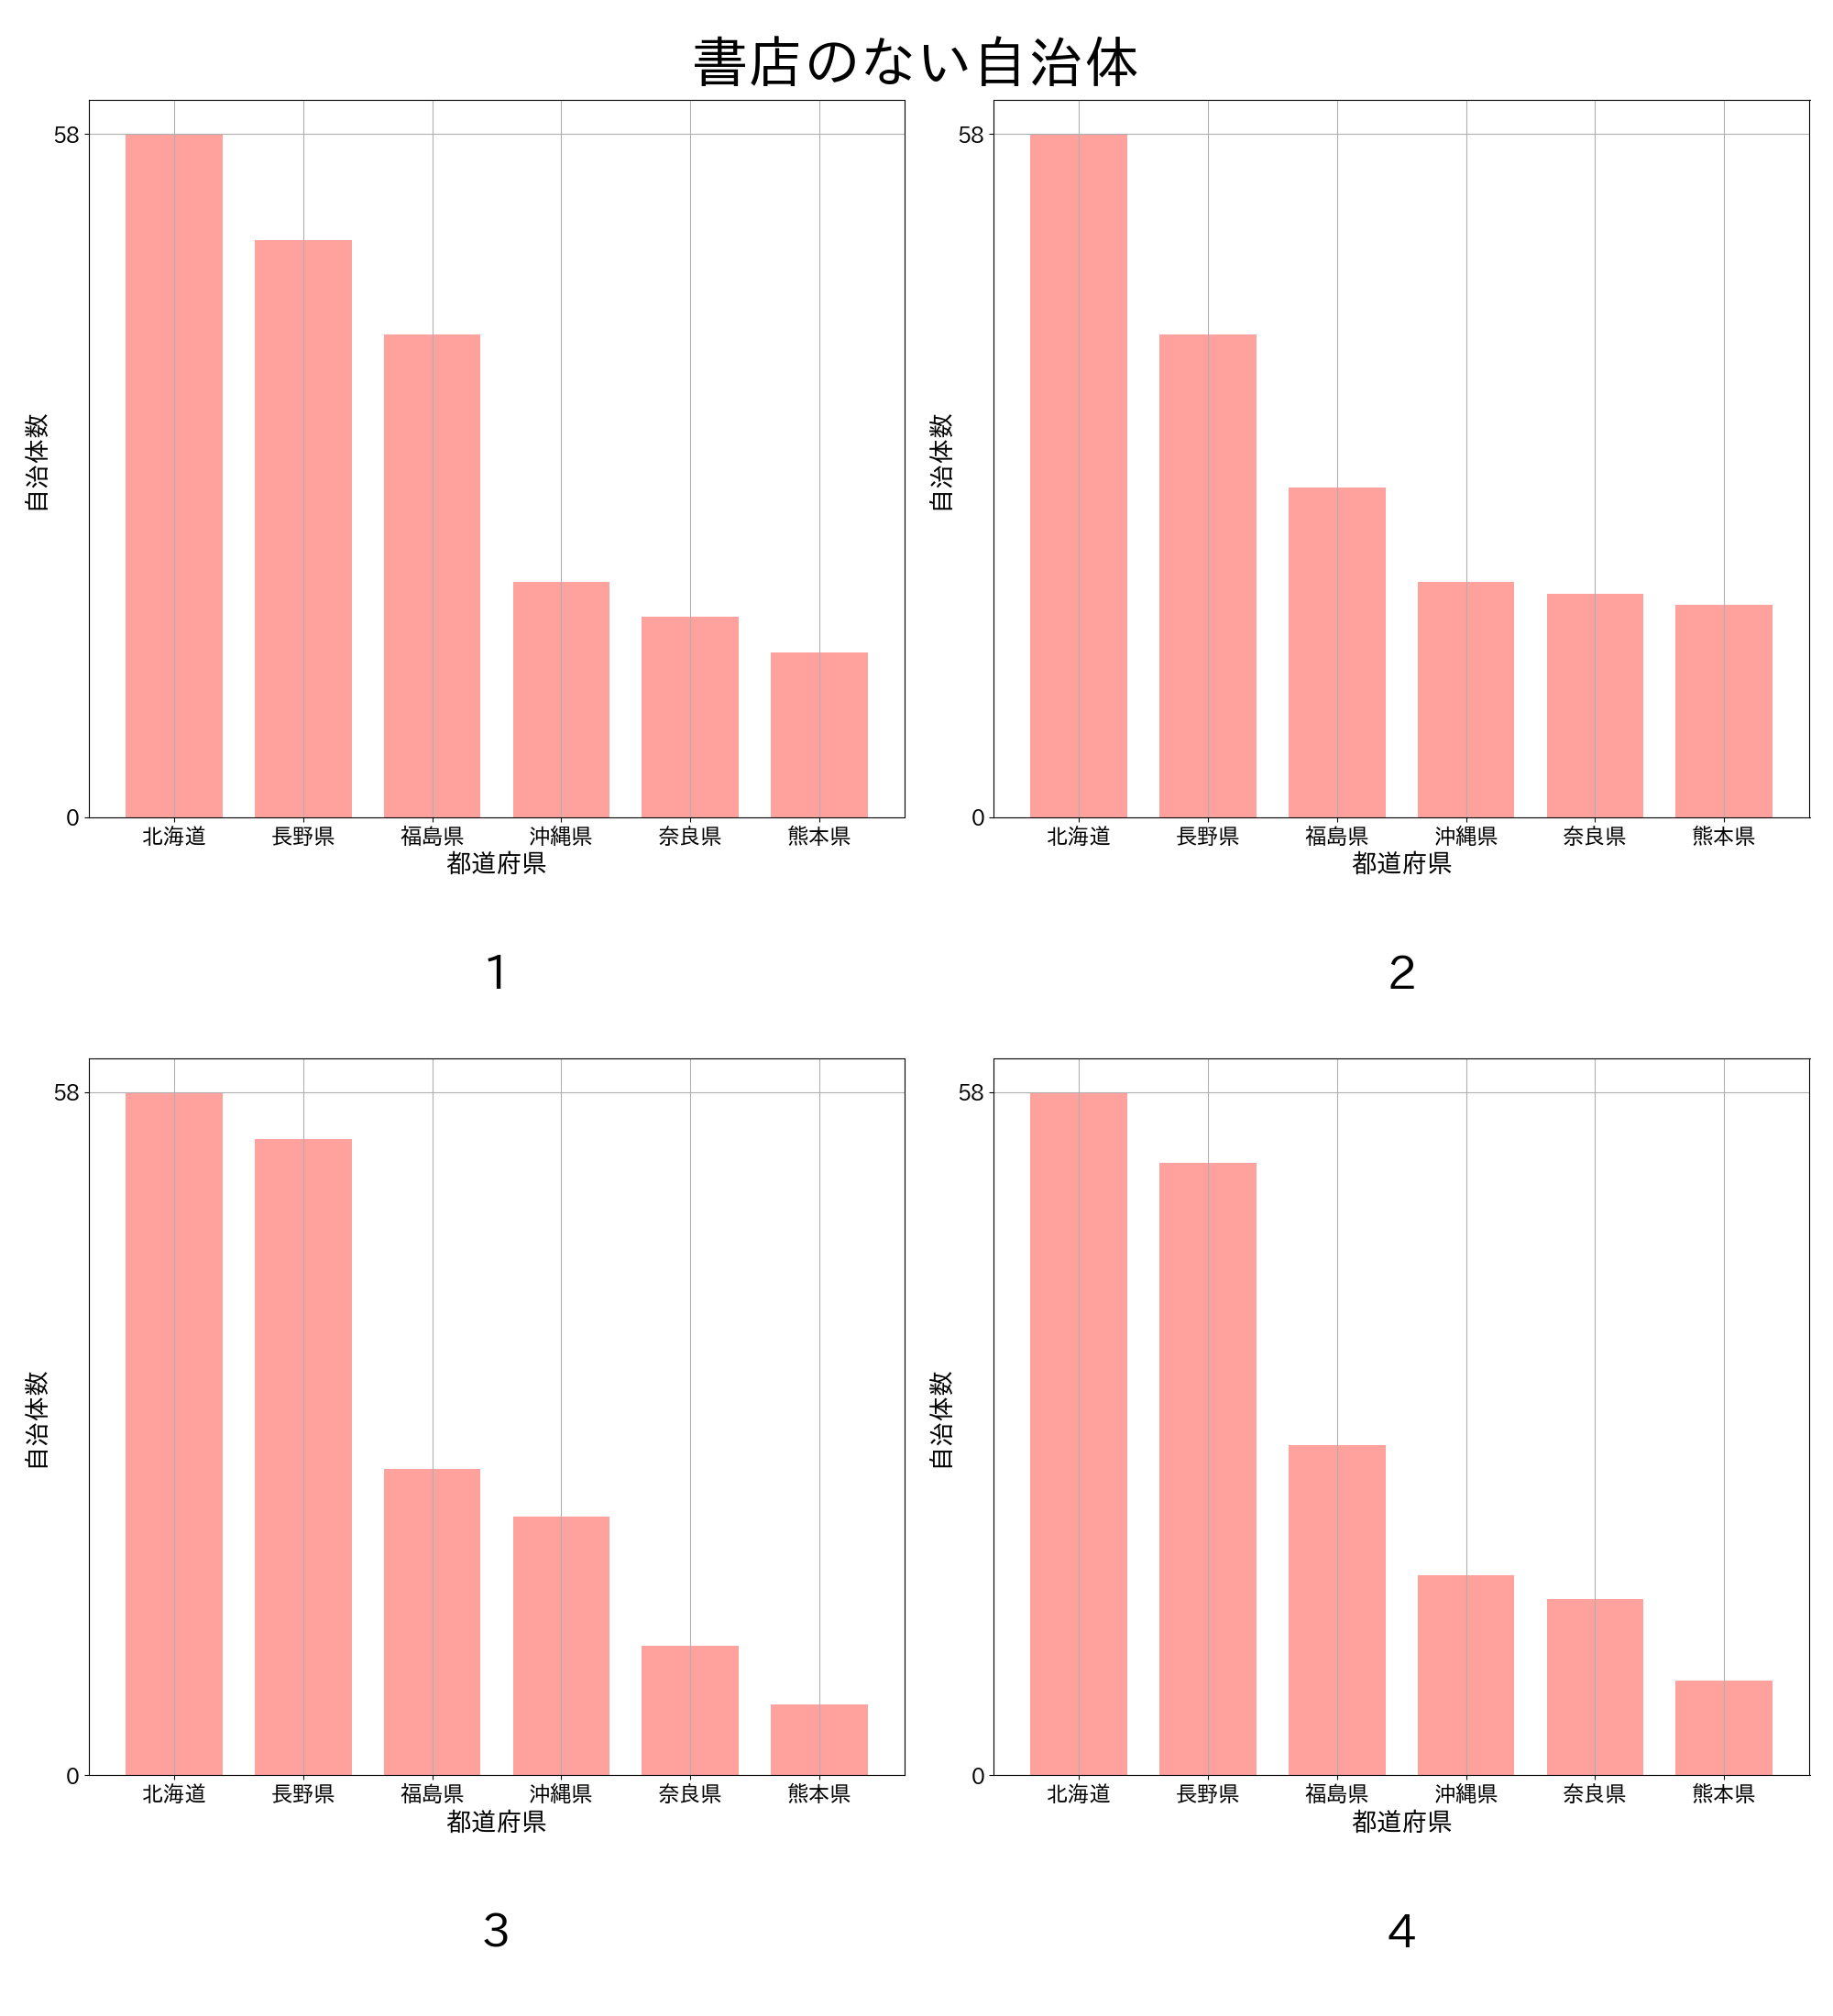 書店のない自治体
58
0
自治体数
北海道 長野県 福島県 沖縄県 奈良県 熊本県
都道府県
1
58
0
自治体数
北海道 長野県 福島県 沖縄県 奈良県 熊本県
都道府県
2
58
0
自治体数
北海道 長野県 福島県 沖縄県 奈良県 熊本県
都道府県
3
58
0
自治体数
北海道 長野県 福島県 沖縄県 奈良県 熊本県
都道府県
4